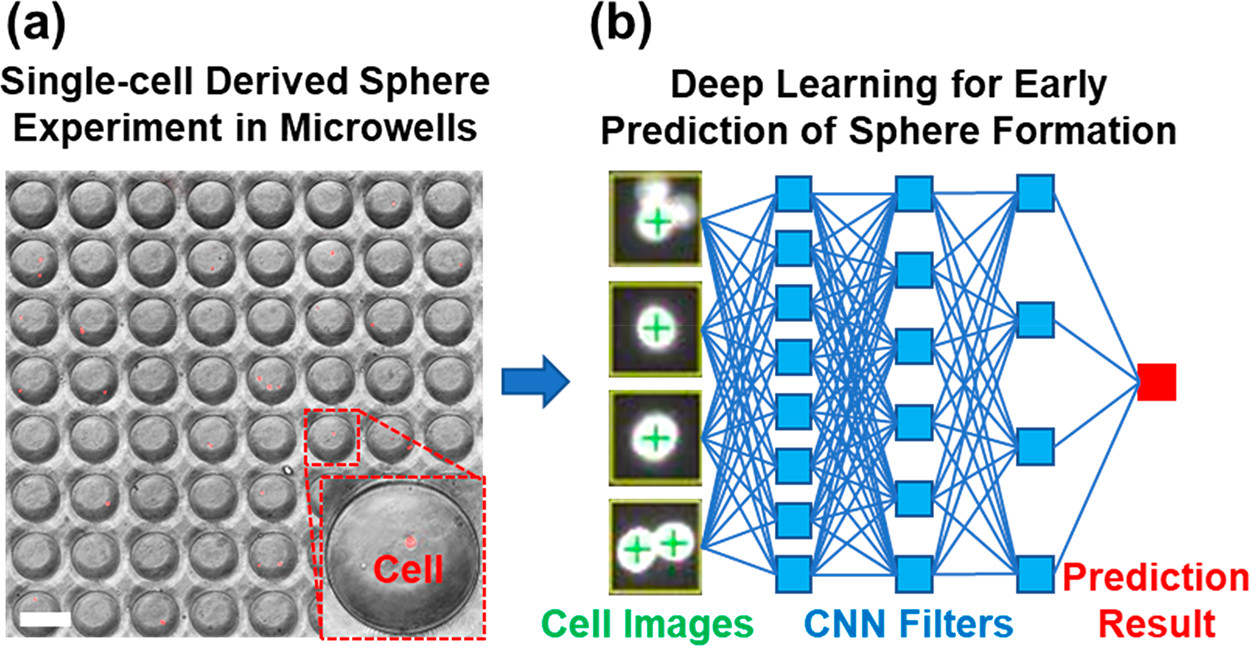 (a)
Single-cell Derived Sphere
Experiment in Microwells
Cell
(b)
Deep Learning for Early
Prediction of Sphere Formation
Cell Images
CNN Filters
Prediction
Result